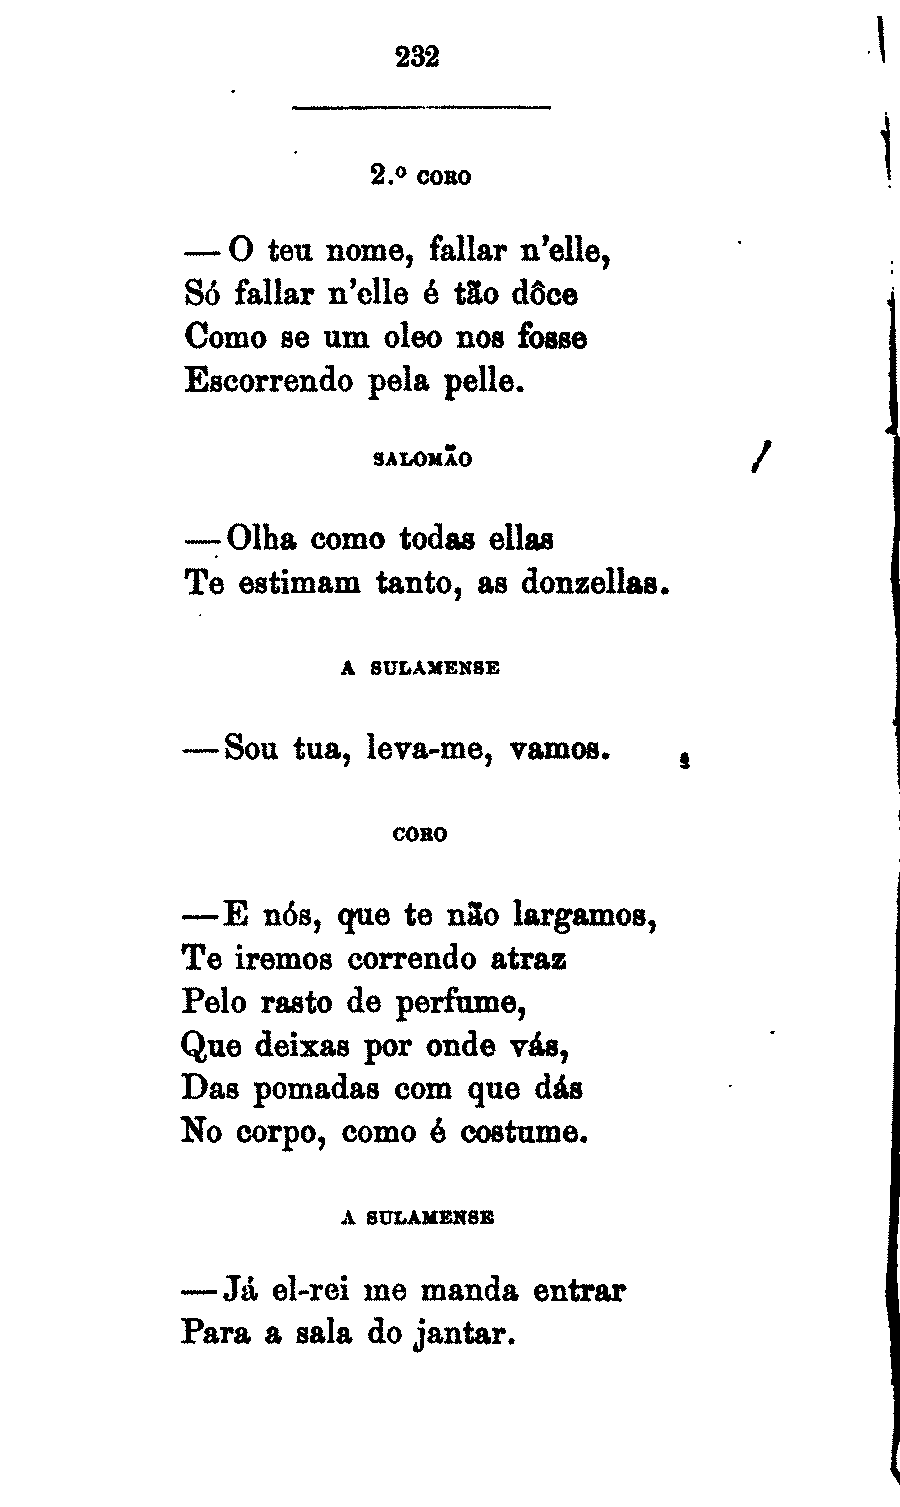 232
2.º CORO
— O teu nome, fallar n'elle,
Só fallar n'elle é tão dôce
Como se um oleo nos fosse
Escorrendo pela pelle.
SALOMÃO
— Olha como todas ellas
Te estimam tanto, as donzellas.
A SULAMENSE
— Sou tua, leva-me, vamos.
CORO
— E nós, que te não largamos,
Te iremos correndo atraz
Pelo rasto de perfume,
Que deixas por onde vás,
Das pomadas com que dás
No corpo, como é costume.
A SULAMENSE
— Já el-rei me manda entrar
Para a sala do jantar.